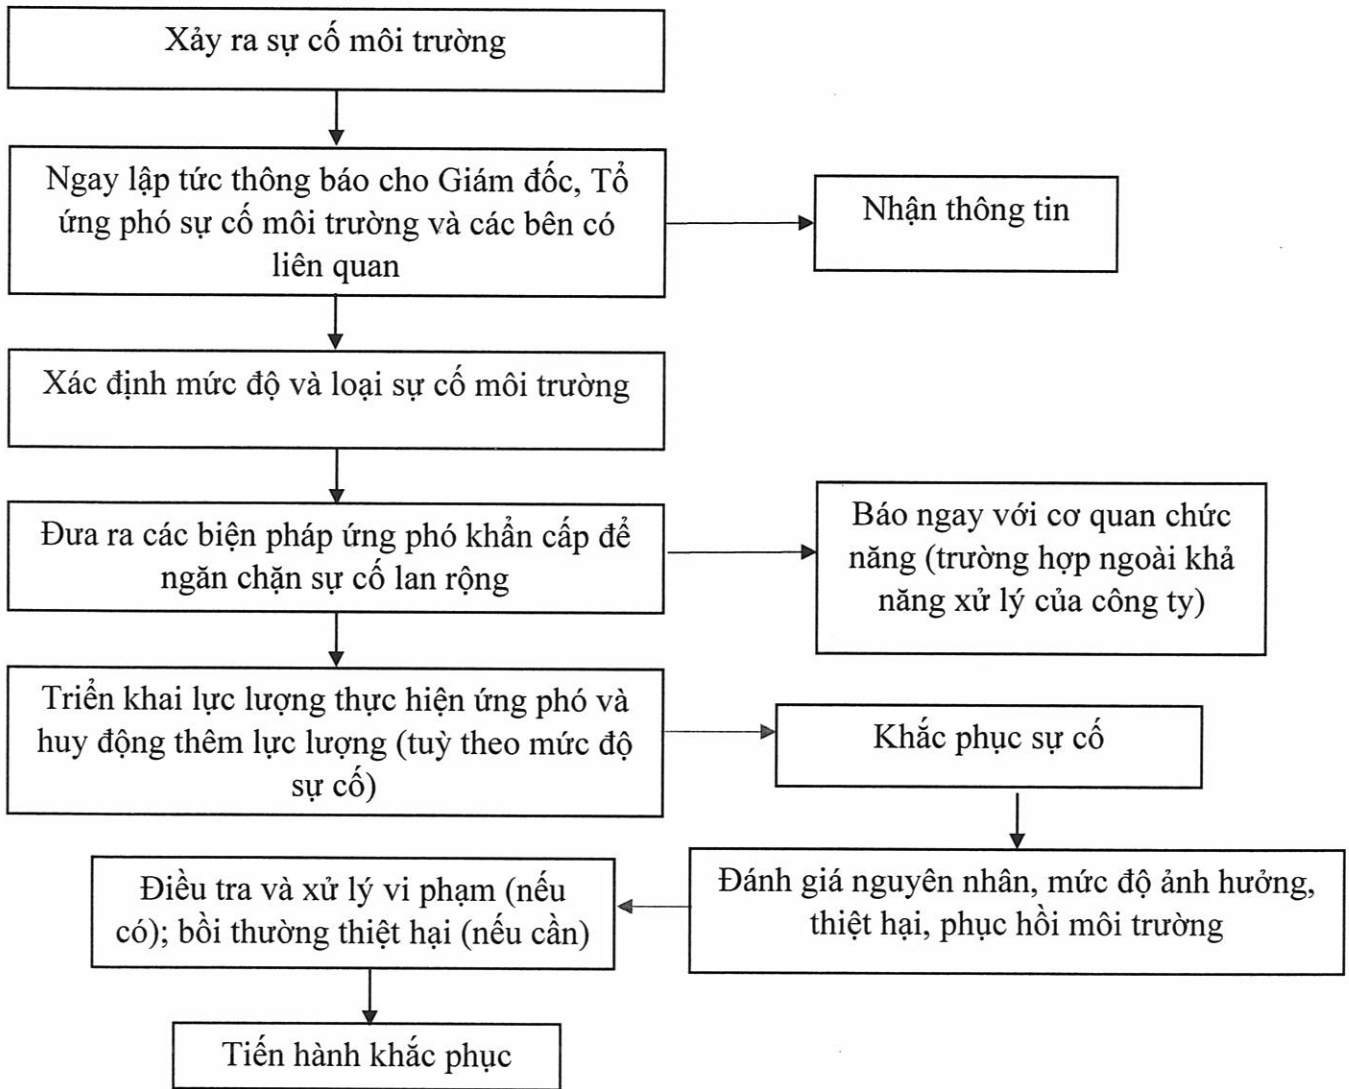 Xảy ra sự cố môi trường
Ngay lập tức thông báo cho Giám đốc, Tổ
ứng phó sự cố môi trường và các bên có
liên quan
Nhận thông tin
Xác định mức độ và loại sự cố môi trường
Đưa ra các biện pháp ứng phó khẩn cấp để
ngăn chặn sự cố lan rộng
Báo ngay với cơ quan chức
năng (trường hợp ngoài khả
năng xử lý của công ty)
Triển khai lực lượng thực hiện ứng phó và
huy động thêm lực lượng (tuỳ theo mức độ
sự cố)
Khắc phục sự cố
Đánh giá nguyên nhân, mức độ ảnh hưởng,
thiệt hại, phục hồi môi trường
Điều tra và xử lý vi phạm (nếu
có); bồi thường thiệt hại (nếu cần)
Tiến hành khắc phục